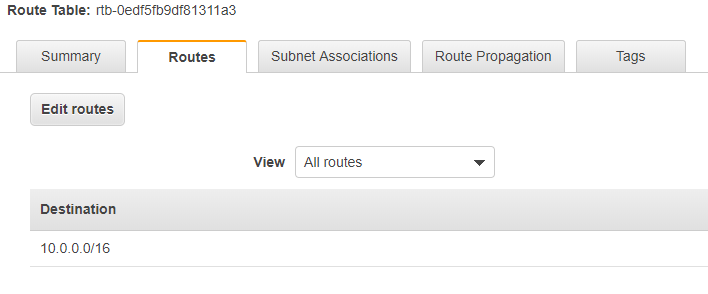 Route Table: rtb-0edf5fb9df81311a3
Summary Routes Subnet Associations Route Propagation Tags
Edit routes
View All routes
Destination
10.0.0.0/16